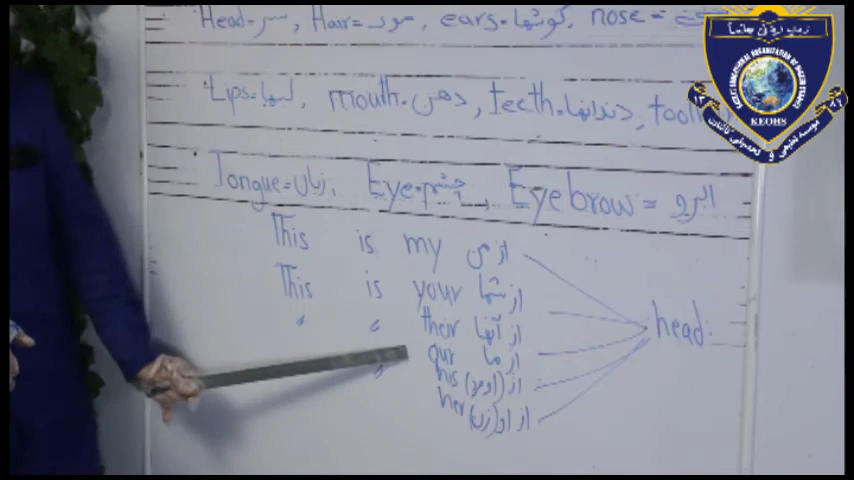 Head=سر, Hair=مو, ears=گوشها, nose=
Lips=لبها, mouth=دهن, teeth=دندانها, tooth
Tongue=زبان, Eye=چشم, Eyebrow=ابرو
This is my از من
This is your از شما
" " their از آنها head.
our از ما
" his از (او مرد)
her از او(زن)
KEOHS